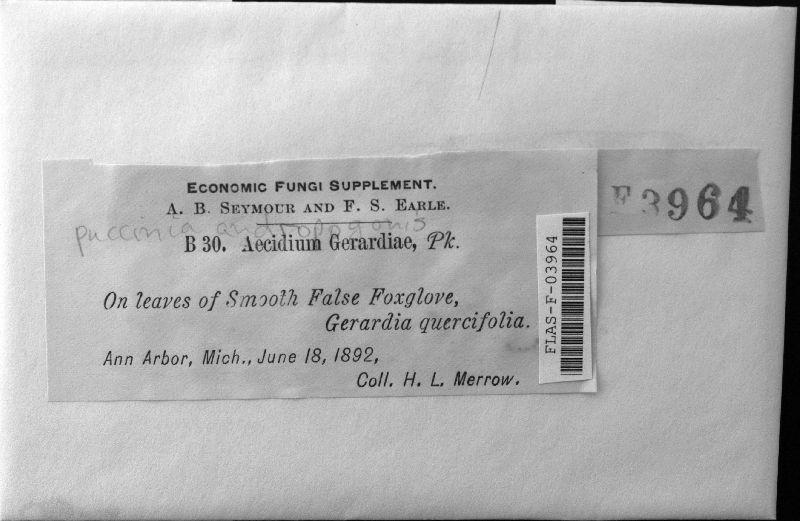 ECONOMIC FUNGI SUPPLEMENT.
A. B. SEYMOUR AND F. S. EARLE.
puccinia andropogonis
B 30. Aecidium Gerardiae, Pk.
On leaves of Smooth False Foxglove,
Gerardia quercifolia.
Ann Arbor, Mich., June 18, 1892,
Coll. H. L. Merrow.
FLAS-F-03964
F 3964